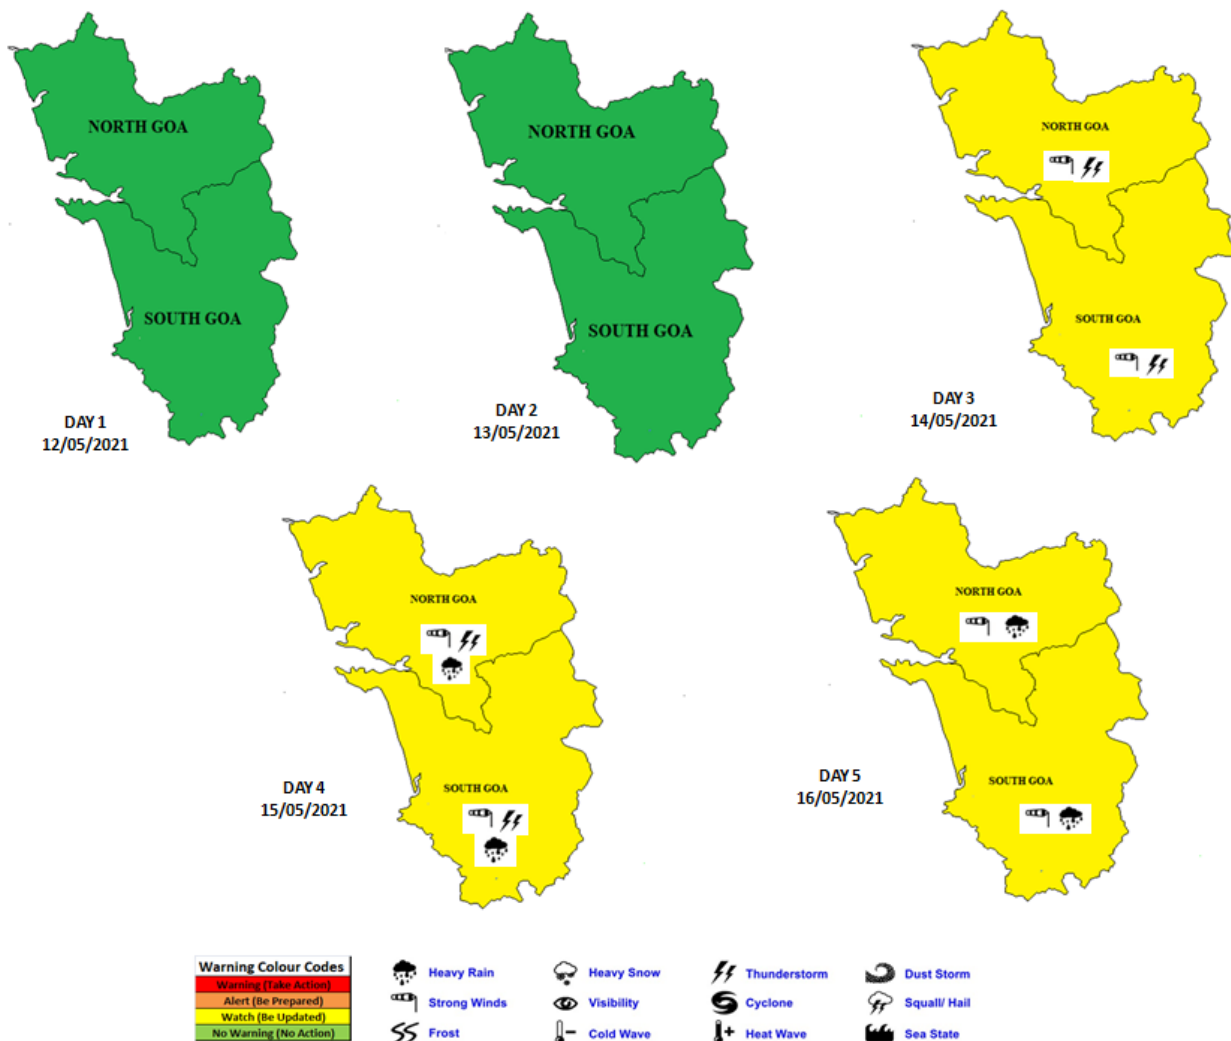 NORTH GOA
SOUTH GOA
DAY 1
12/05/2021
NORTH GOA
SOUTH GOA
DAY 2
13/05/2021
NORTH GOA
SOUTH GOA
DAY 3
14/05/2021
NORTH GOA
SOUTH GOA
DAY 4
15/05/2021
NORTH GOA
SOUTH GOA
DAY 5
16/05/2021
Warning Colour Codes
Warning (Take Action)
Alert (Be Prepared)
Watch (Be Updated)
No Warning (No Action)
Heavy Rain
Heavy Snow
Thunderstorm
Dust Storm
Strong Winds
Visibility
Cyclone
Squall/ Hail
Frost
Cold Wave
Heat Wave
Sea State